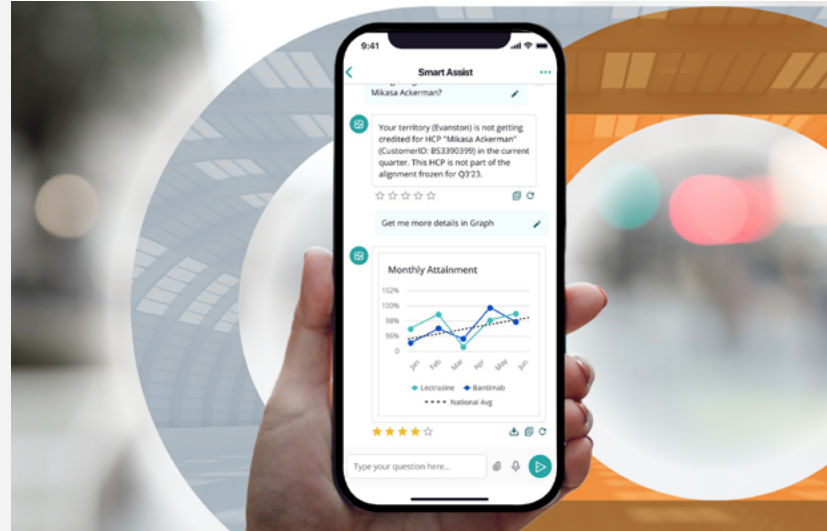 9:41
Smart Assist
Mikasa Ackerman?
Your territory (Evanston) is not getting
credited for HCP "Mikasa Ackerman"
(CustomerID: BS3390399) in the current
quarter. This HCP is not part of the
alignment frozen for Q3'23.
Get me more details in Graph
Monthly Attainment
102%
100%
98%
96%
0
Jan Feb Mar Apr May Jun
Lectrazine Bantimab
National Avg
Type your question here...